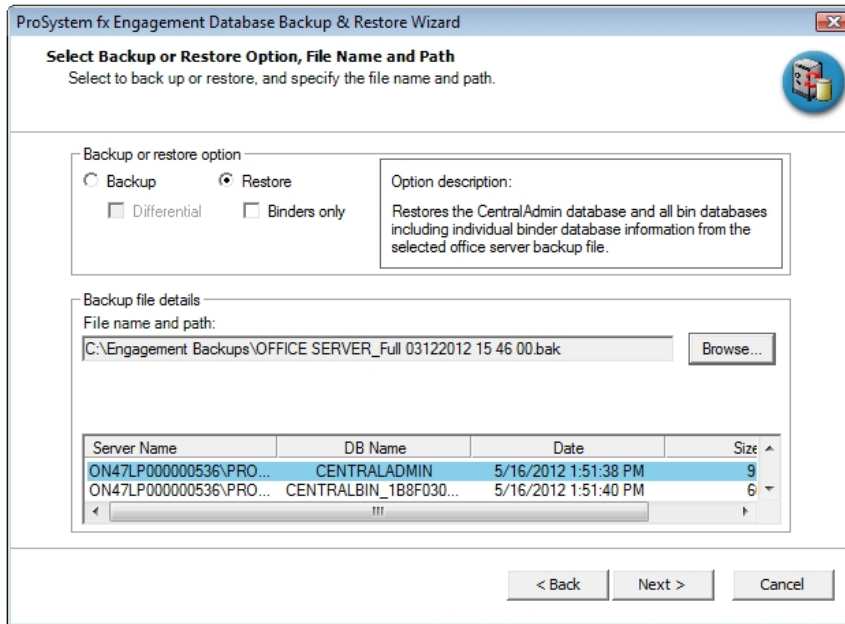 ProSystem fx Engagement Database Backup & Restore Wizard
Select Backup or Restore Option, File Name and Path
Select to back up or restore, and specify the file name and path.
Backup or restore option
Backup Restore
Differential Binders only
Option description:
Restores the CentralAdmin database and all bin databases
including individual binder database information from the
selected office server backup file.
Backup file details
File name and path:
C:\Engagement Backups\OFFICE SERVER_Full 03122012 15 46 00.bak Browse...
Server Name DB Name Date Size
ON47LP000000536\PRO... CENTRALADMIN 5/16/2012 1:51:38 PM 9
ON47LP000000536\PRO... CENTRALBIN_1B8F030... 5/16/2012 1:51:40 PM
< Back Next > Cancel